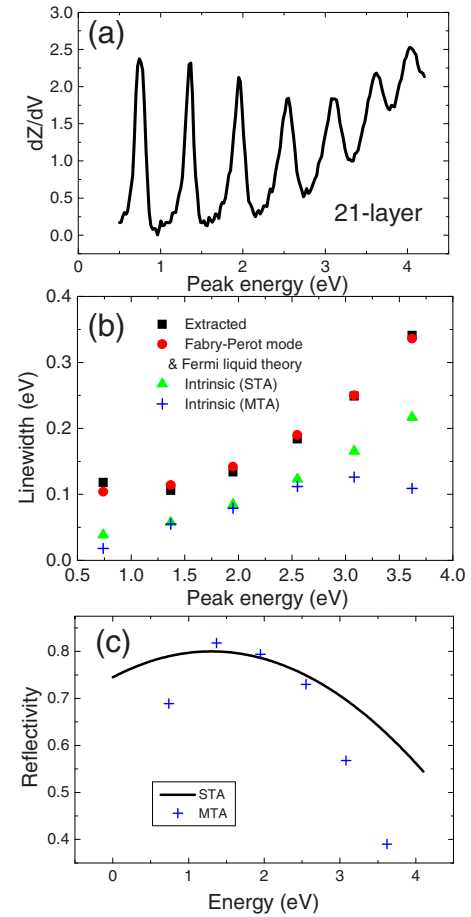 (a)
3.0
2.5
2.0
1.5
1.0
0.5
0.0
dZ/dV
21-layer
0 1 2 3 4
Peak energy (eV)
(b)
0.4
0.3
0.2
0.1
0.0
Linewidth (eV)
Extracted
Fabry-Perot mode
& Fermi liquid theory
Intrinsic (STA)
Intrinsic (MTA)
0.5 1.0 1.5 2.0 2.5 3.0 3.5 4.0
Peak energy (eV)
(c)
0.9
0.8
0.7
0.6
0.5
0.4
Reflectivity
STA
MTA
0 1 2 3 4
Energy (eV)